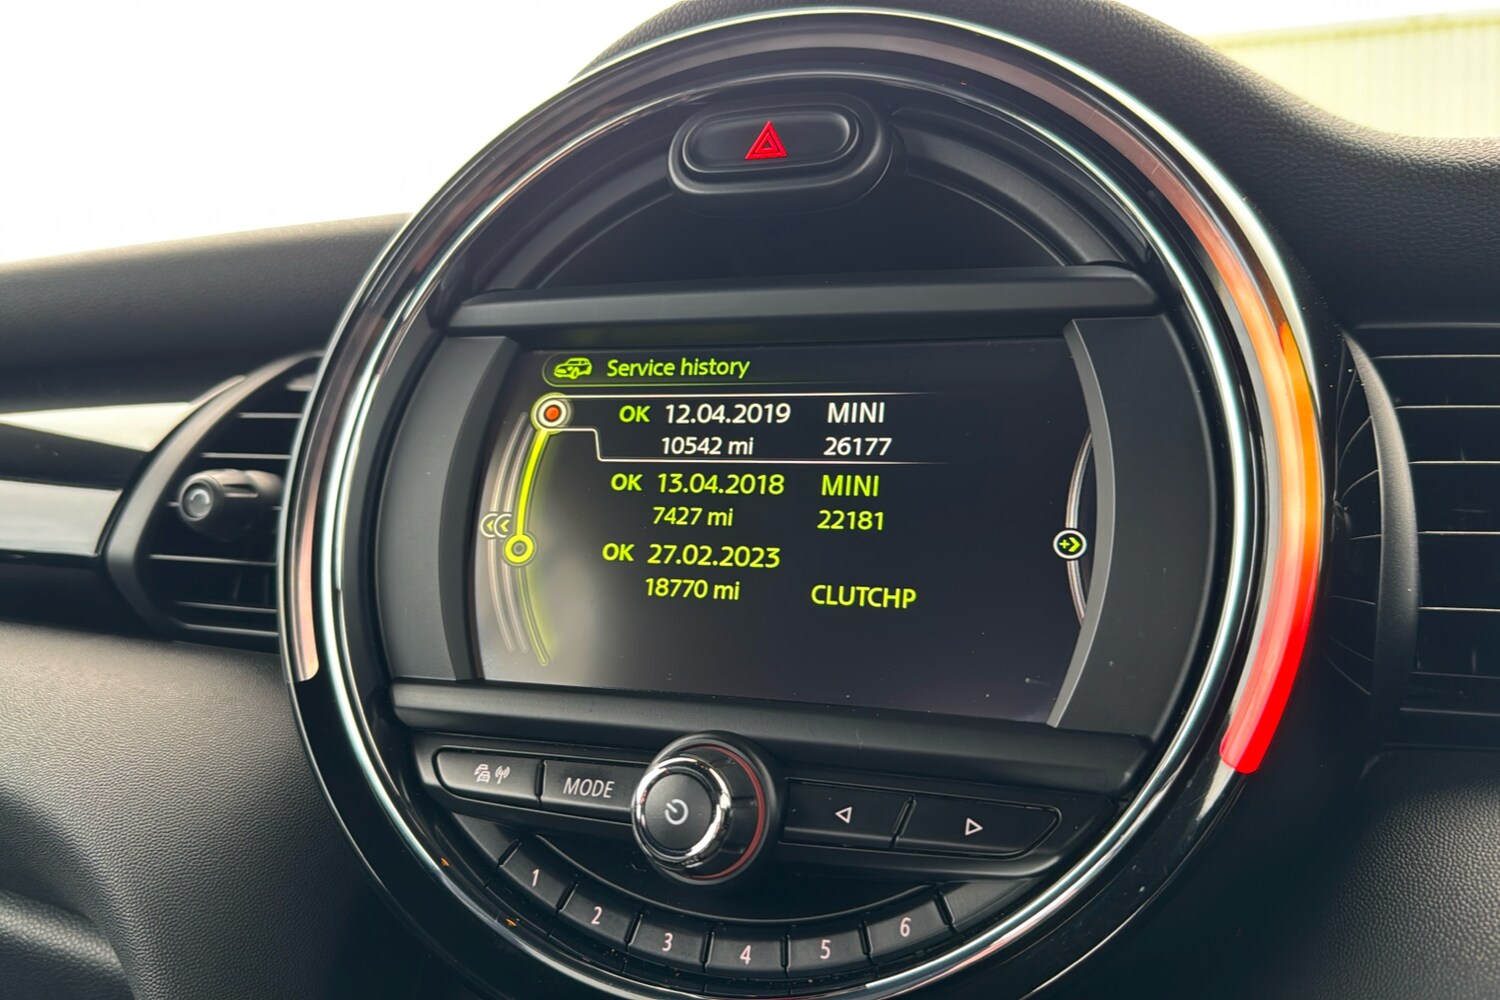 Service history
OK 12.04.2019 MINI
10542 mi 26177
OK 13.04.2018 MINI
7427 mi 22181
OK 27.02.2023
18770 mi CLUTCHP
MODE
1 2 3 4 5 6